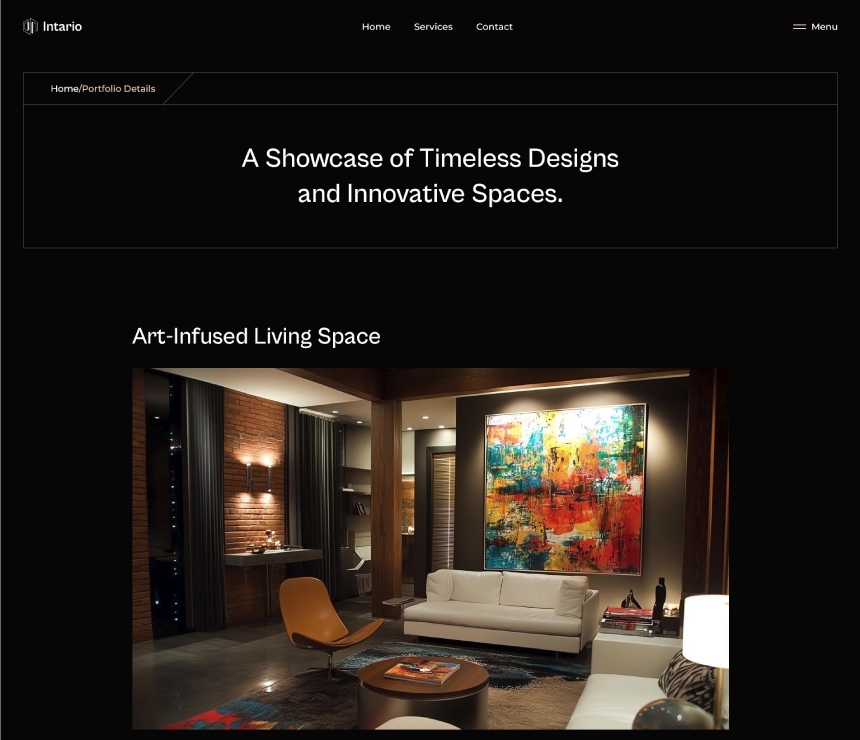 Intario
Home Services Contact
Menu
Home/Portfolio Details
A Showcase of Timeless Designs
and Innovative Spaces.
Art-Infused Living Space